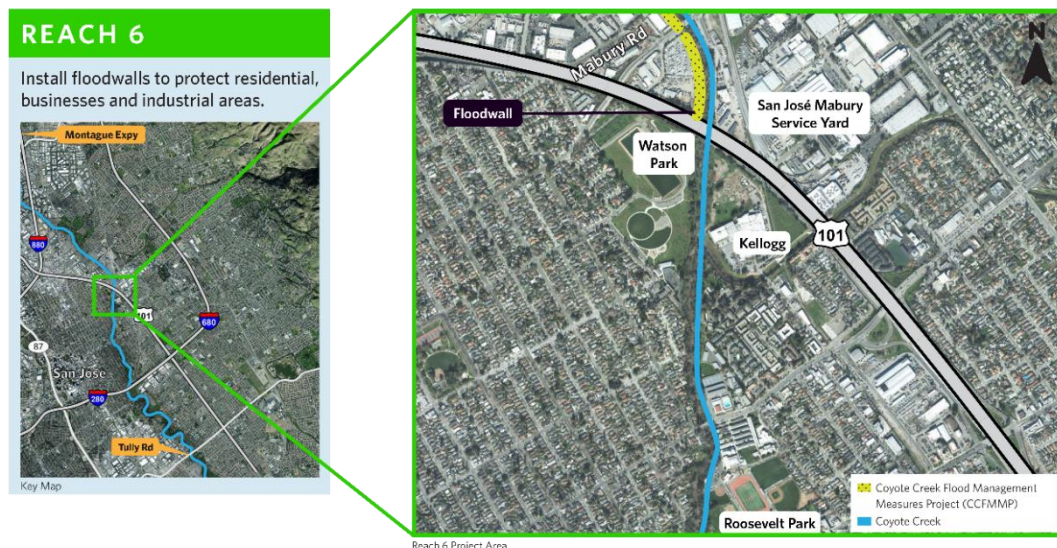 REACH 6
Install floodwalls to protect residential,
businesses and industrial areas.
Montague Expy
880
101
680
87
San Jose
280
Tully Rd
Key Map
N
Mabury Rd
Floodwall
San José Mabury
Service Yard
Watson
Park
101
Kellogg
Roosevelt Park
Coyote Creek Flood Management
Measures Project (CCFMMP)
Coyote Creek
Reach 6 Project Area